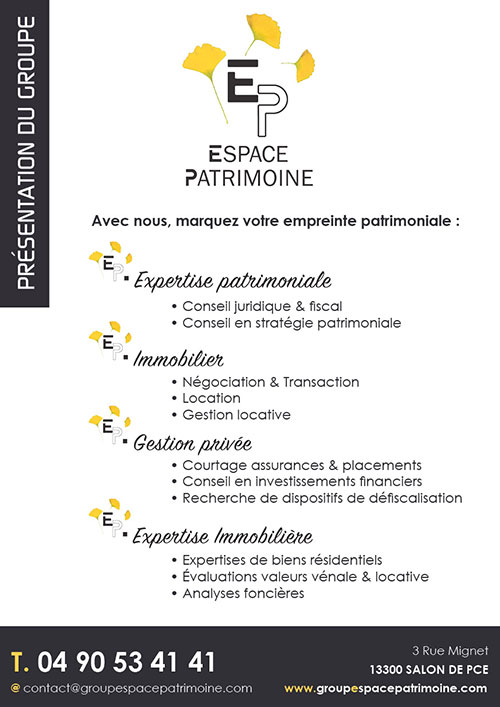 PRÉSENTATION DU GROUPE
EP
ESPACE
PATRIMOINE
Avec nous, marquez votre empreinte patrimoniale :
EP
Expertise patrimoniale
• Conseil juridique & fiscal
• Conseil en stratégie patrimoniale
EP
Immobilier
• Négociation & Transaction
• Location
• Gestion locative
EP
Gestion privée
• Courtage assurances & placements
• Conseil en investissements financiers
• Recherche de dispositifs de défiscalisation
EP
Expertise Immobilière
• Expertises de biens résidentiels
• Évaluations valeurs vénale & locative
• Analyses foncières
T. 04 90 53 41 41
@ contact@groupespacepatrimoine.com
3 Rue Mignet
13300 SALON DE PCE
www.groupespacepatrimoine.com